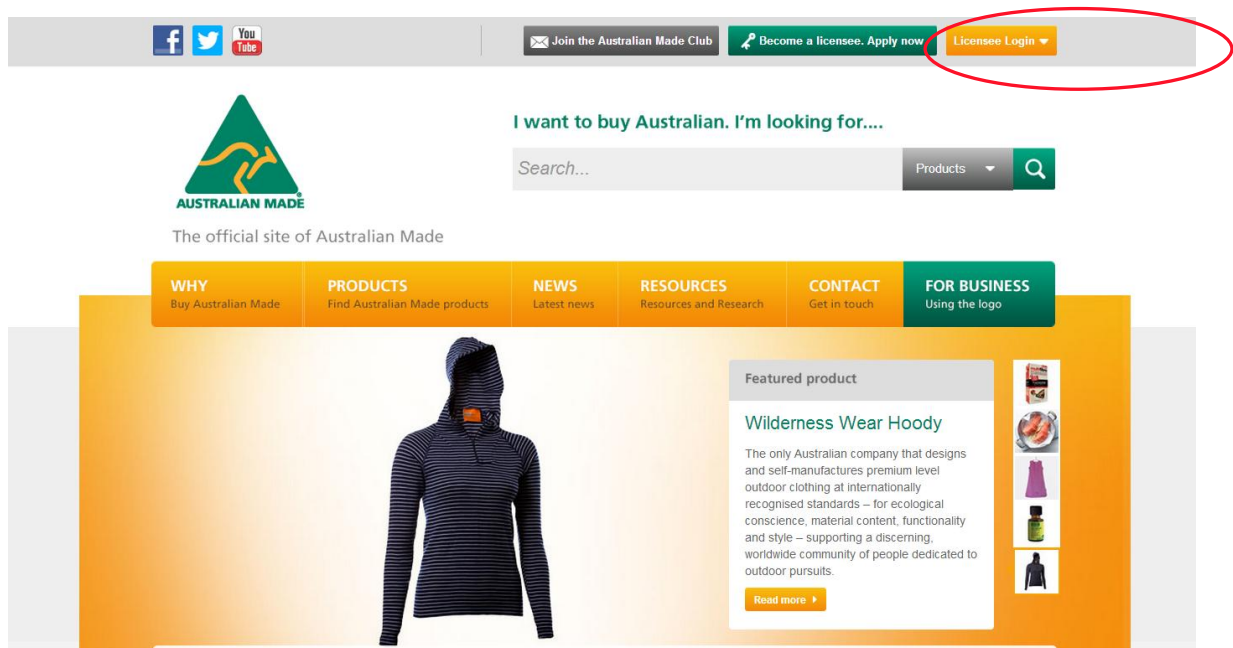 You
Tube
Join the Australian Made Club
Become a licensee. Apply now
Licensee Login
AUSTRALIAN MADE
The official site of Australian Made
I want to buy Australian. I'm looking for....
Search...
Products
WHY
Buy Australian Made
PRODUCTS
Find Australian Made products
NEWS
Latest news
RESOURCES
Resources and Research
CONTACT
Get in touch
FOR BUSINESS
Using the logo
Featured product
Wilderness Wear Hoody
The only Australian company that designs
and self-manufactures premium level
outdoor clothing at internationally
recognised standards – for ecological
conscience, material content, functionality
and style – supporting a discerning,
worldwide community of people dedicated to
outdoor pursuits.
Read more